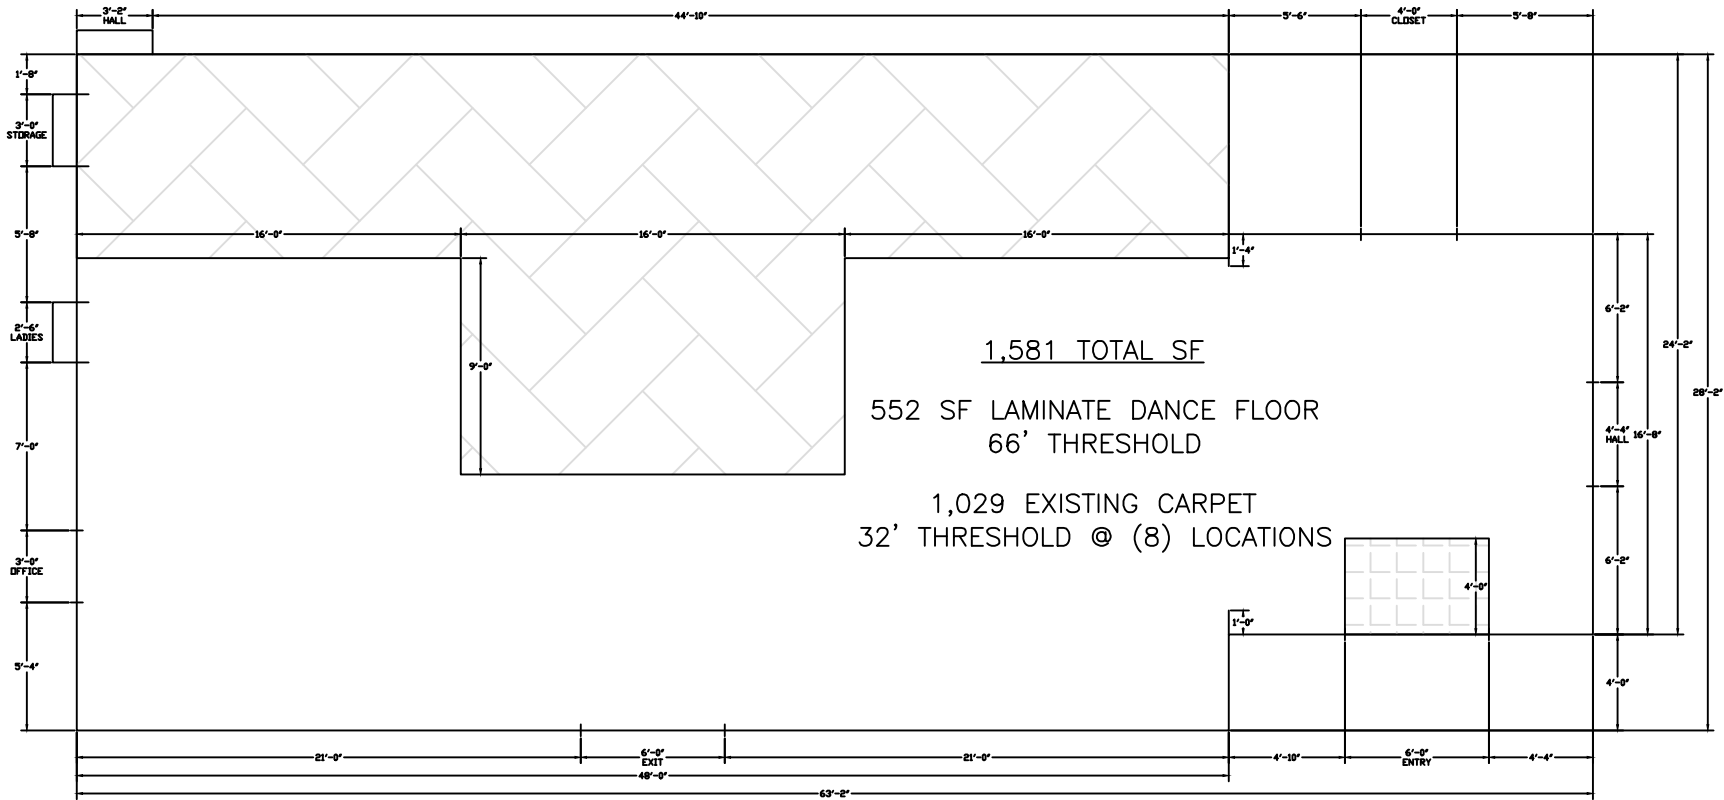 3'-2"
HALL
44'-10"
5'-6"
4'-0"
CLOSET
5'-8"
1'-8"
3'-0"
STORAGE
5'-8"
16'-0"
16'-0"
16'-0"
1'-4"
2'-6"
LADIES
9'-0"
6'-2"
24'-2"
28'-2"
1,581 TOTAL SF
552 SF LAMINATE DANCE FLOOR
66' THRESHOLD
1,029 EXISTING CARPET
32' THRESHOLD @ (8) LOCATIONS
7'-0"
4'-4"
HALL
16'-8"
3'-0"
OFFICE
6'-2"
4'-0"
1'-0"
5'-4"
4'-0"
21'-0"
6'-0"
EXIT
21'-0"
4'-10"
6'-0"
ENTRY
4'-4"
48'-0"
63'-2"